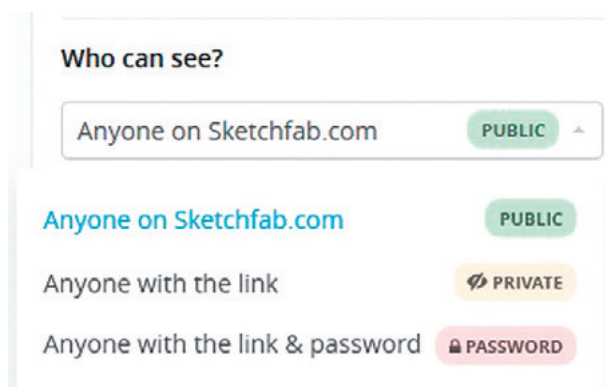 Who can see?
Anyone on Sketchfab.com PUBLIC
Anyone on Sketchfab.com PUBLIC
Anyone with the link PRIVATE
Anyone with the link & password PASSWORD